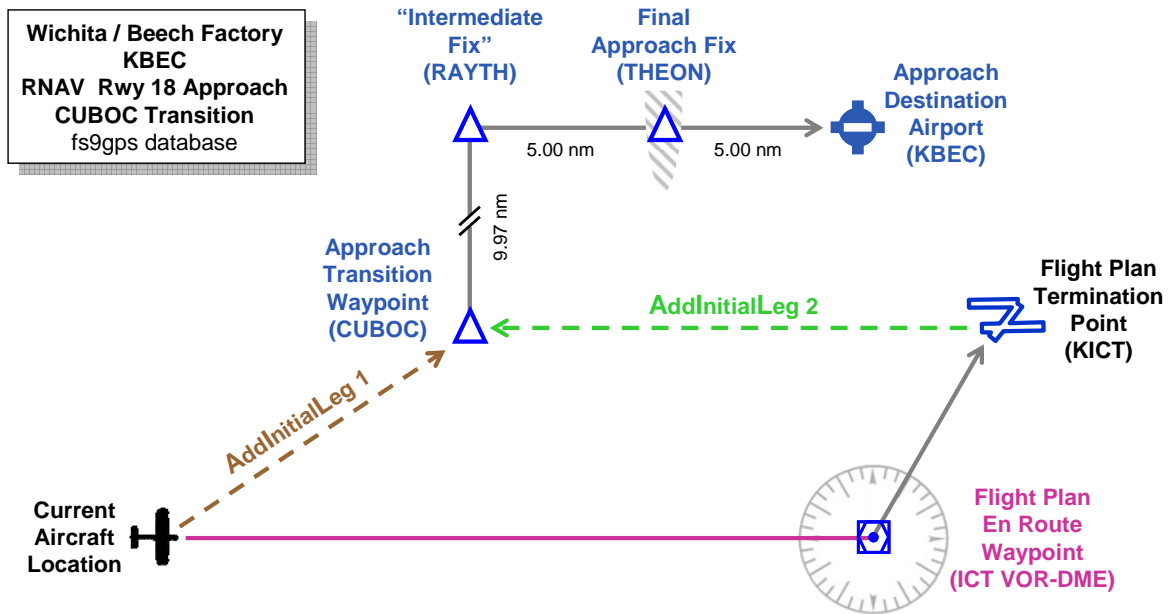 Wichita / Beech Factory
KBEC
RNAV Rwy 18 Approach
CUBOC Transition
fs9gps database
“Intermediate
Fix”
(RAYTH)
Final
Approach Fix
(THEON)
Approach
Destination
Airport
(KBEC)
5.00 nm
5.00 nm
9.97 nm
Approach
Transition
Waypoint
(CUBOC)
AddInitialLeg 2
Flight Plan
Termination
Point
(KICT)
AddInitialLeg 1
Current
Aircraft
Location
Flight Plan
En Route
Waypoint
(ICT VOR-DME)